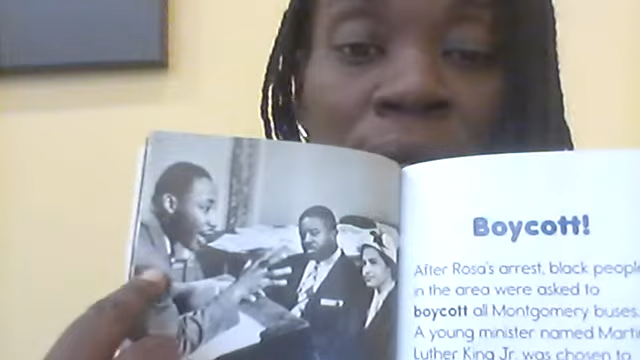 Boycott!
After Rosa's arrest, black people
in the area were asked to
boycott all Montgomery buses.
A young minister named Martin
Luther King Jr. was chosen to